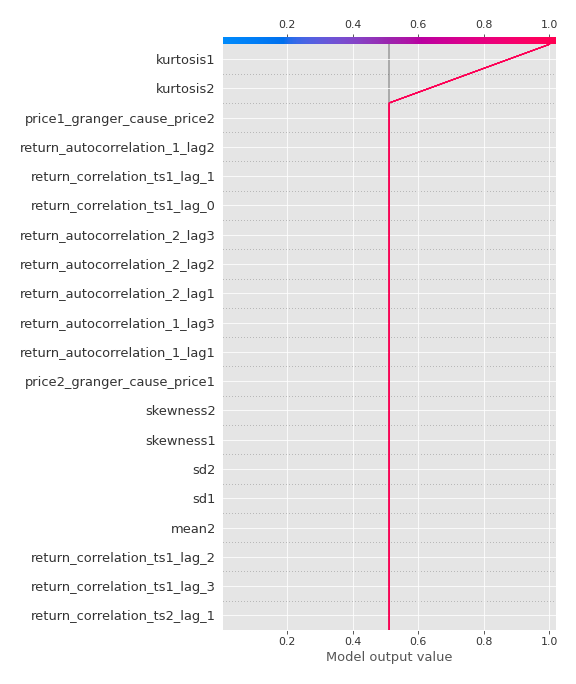 0.2 0.4 0.6 0.8 1.0
kurtosis1
kurtosis2
price1_granger_cause_price2
return_autocorrelation_1_lag2
return_correlation_ts1_lag_1
return_correlation_ts1_lag_0
return_autocorrelation_2_lag3
return_autocorrelation_2_lag2
return_autocorrelation_2_lag1
return_autocorrelation_1_lag3
return_autocorrelation_1_lag1
price2_granger_cause_price1
skewness2
skewness1
sd2
sd1
mean2
return_correlation_ts1_lag_2
return_correlation_ts1_lag_3
return_correlation_ts2_lag_1
0.2 0.4 0.6 0.8 1.0
Model output value